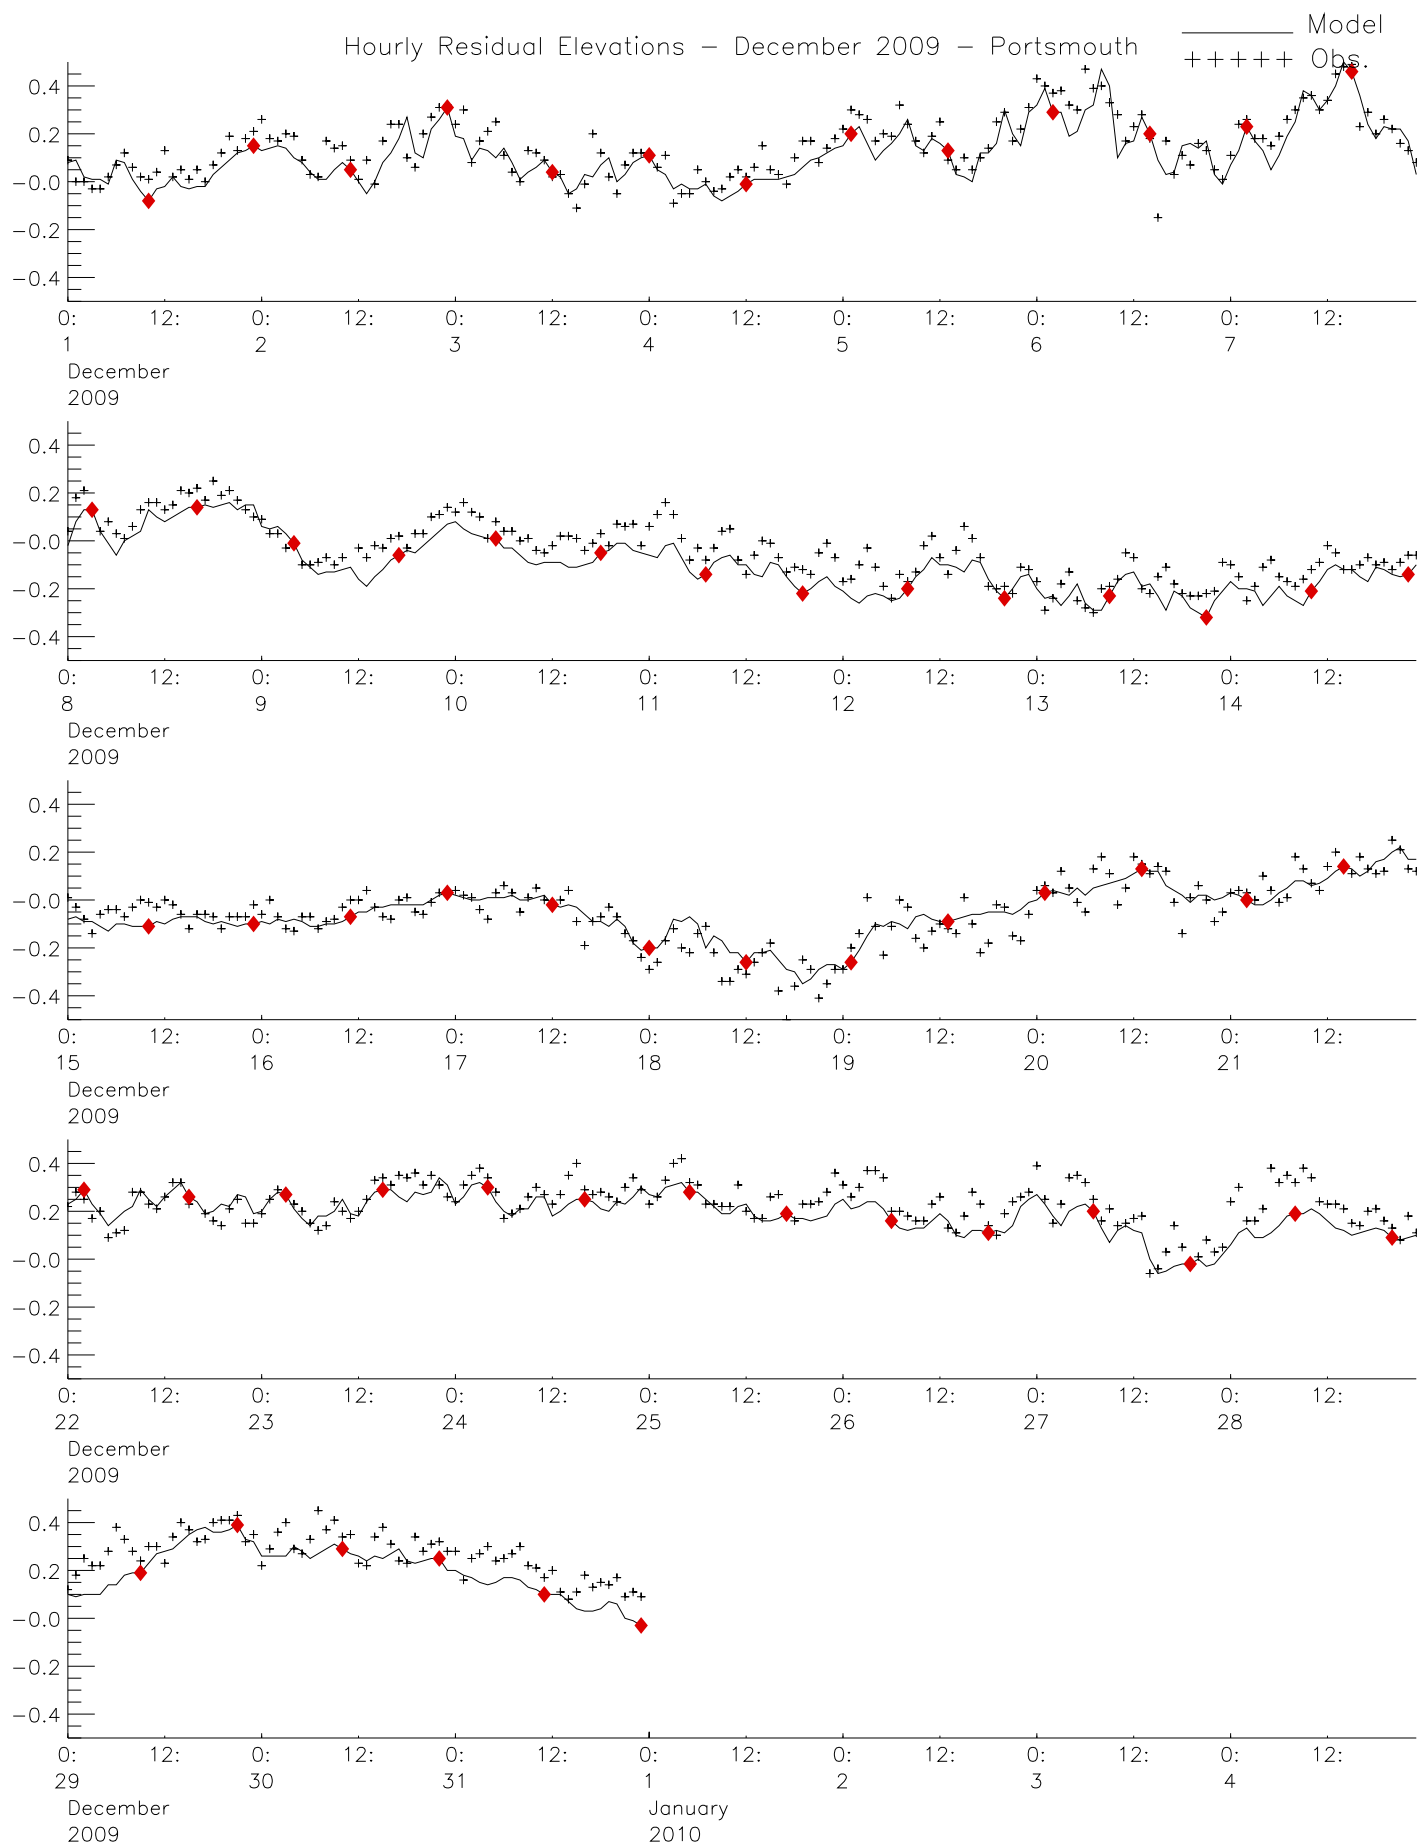 Hourly Residual Elevations – December 2009 – Portsmouth
Model
+++++ Obs.
0.4
0.2
–0.0
–0.2
–0.4
0: 12: 0: 12: 0: 12: 0: 12: 0: 12: 0: 12: 0: 12:
1 2 3 4 5 6 7
December
2009
0.4
0.2
–0.0
–0.2
–0.4
0: 12: 0: 12: 0: 12: 0: 12: 0: 12: 0: 12: 0: 12:
8 9 10 11 12 13 14
December
2009
0.4
0.2
–0.0
–0.2
–0.4
0: 12: 0: 12: 0: 12: 0: 12: 0: 12: 0: 12: 0: 12:
15 16 17 18 19 20 21
December
2009
0.4
0.2
–0.0
–0.2
–0.4
0: 12: 0: 12: 0: 12: 0: 12: 0: 12: 0: 12: 0: 12:
22 23 24 25 26 27 28
December
2009
0.4
0.2
–0.0
–0.2
–0.4
0: 12: 0: 12: 0: 12: 0: 12: 0: 12: 0: 12: 0: 12:
29 30 31 1 2 3 4
December January
2009 2010